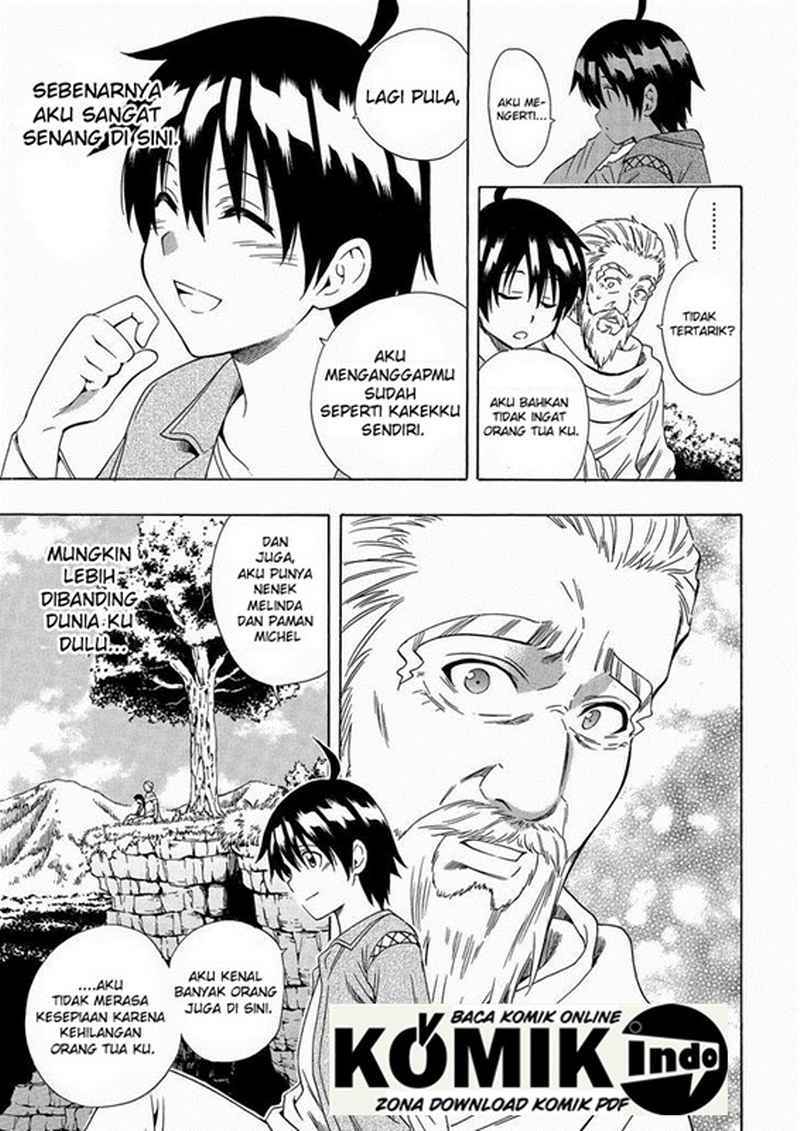 AKU ME-
NGERTI...
........
TIDAK
TERTARIK?
AKU BAHKAN
TIDAK INGAT
ORANG TUA KU.
LAGI PULA,
SEBENARNYA
AKU SANGAT
SENANG DI SINI.
AKU
MENGANGGAPMU
SUDAH
SEPERTI KAKEKKU
SENDIRI.
DAN
JUGA,
AKU PUNYA
NENEK
MELINDA
DAN PAMAN
MICHEL
MUNGKIN
LEBIH
DIBANDING
DUNIA KU
DULU...
...
AKU KENAL
BANYAK ORANG
JUGA DI SINI.
....AKU
TIDAK MERASA
KESEPIAAN KARENA
KEHILANGAN
ORANG TUA KU.
BACA KOMIK ONLINE
KOMIK indo
ZONA DOWNLOAD KOMIK PDF